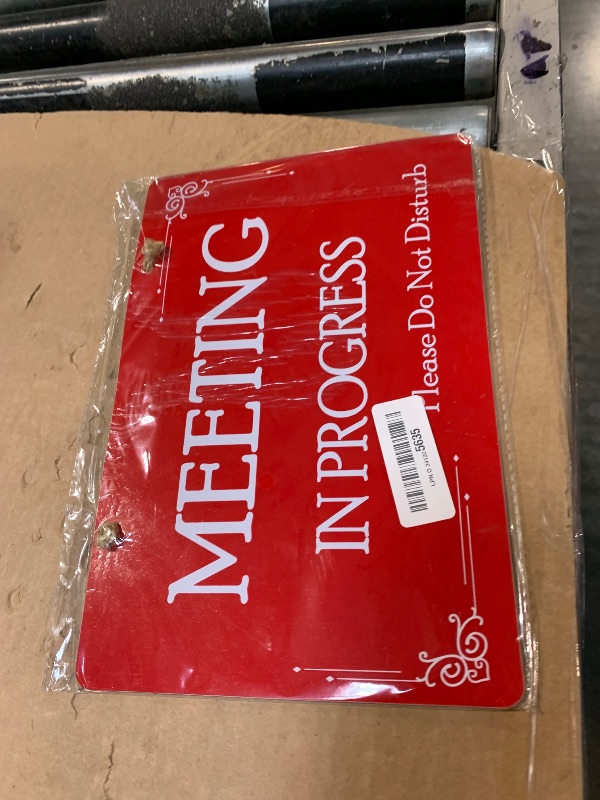 MEETING
IN PROGRESS
Please Do Not Disturb
5635